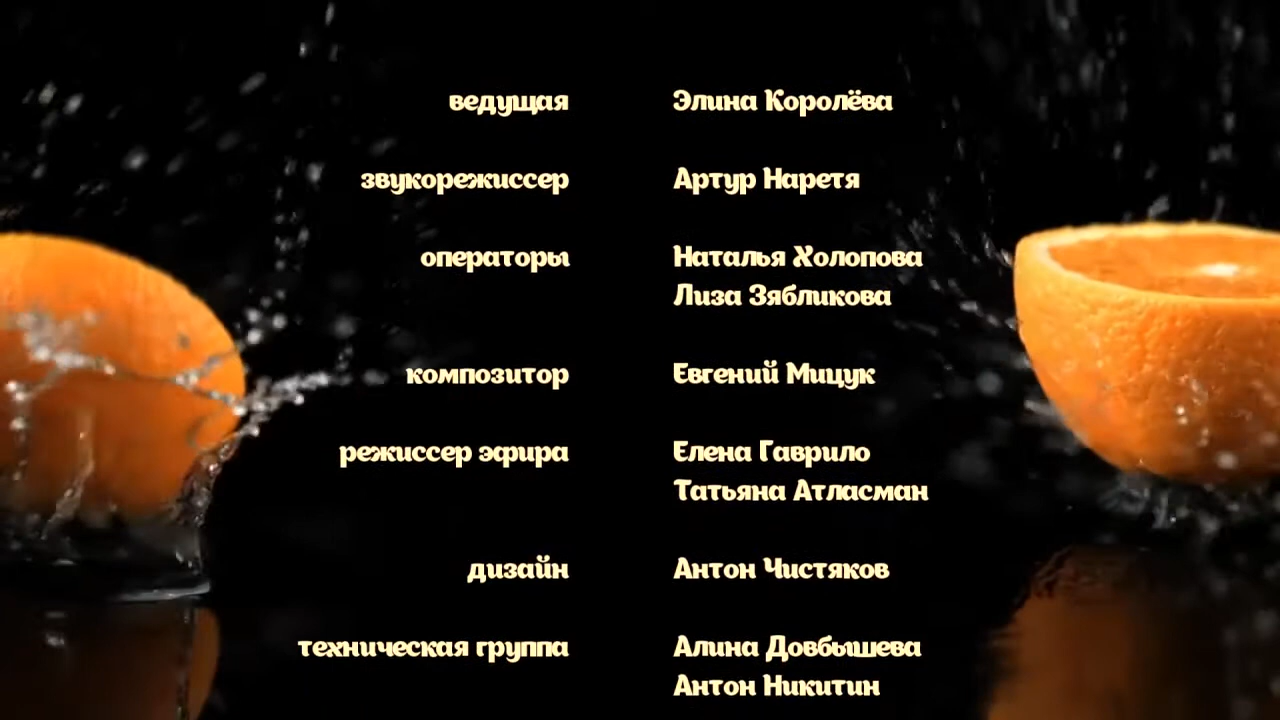 ведущая Элина Королёва
звукорежиссер Артур Наретя
операторы Наталья Холопова
Лиза Зябликова
композитор Евгений Мицук
режиссер эфира Елена Гаврило
Татьяна Атласман
дизайн Антон Чистяков
техническая группа Алина Довбышева
Антон Никитин